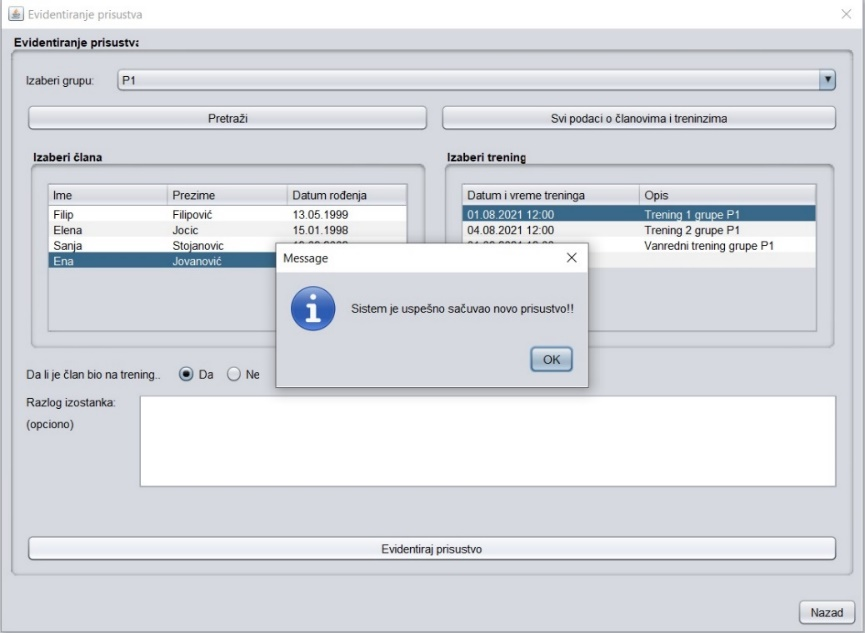 Evidentiranje prisustva
Evidentiranje prisustva
Izaberi grupu: P1
Pretraži Svi podaci o članovima i treninzima
Izaberi člana Izaberi trening
Ime Prezime Datum rođenja Datum i vreme treninga Opis
Filip Filipović 13.05.1999 01.08.2021 12:00 Trening 1 grupe P1
Elena Jocic 15.01.1998 04.08.2021 12:00 Trening 2 grupe P1
Sanja Stojanovic Vanredni trening grupe P1
Ena Jovanović
Message
Sistem je uspešno sačuvao novo prisustvo!!
OK
Da li je član bio na trening.. Da Ne
Razlog izostanka:
(opciono)
Evidentiraj prisustvo
Nazad